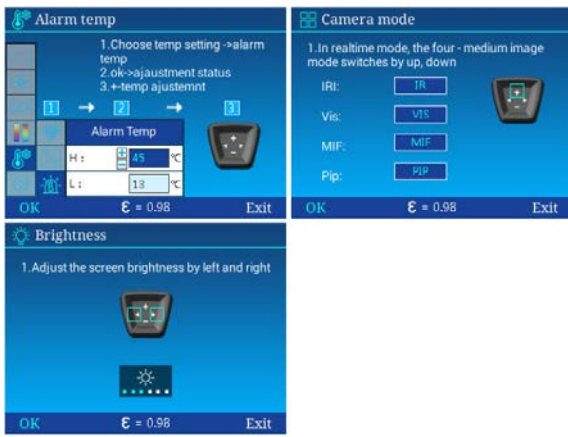 Alarm temp
1.Choose temp setting ->alarm
temp
2.ok->ajaustment status
3.+-temp ajustemnt
1 → 2 → 3
Alarm Temp
H : + 45 ℃
−
L : 13 ℃
OK ε = 0.98 Exit
Camera mode
1.In realtime mode, the four - medium image
mode switches by up, down
IRI: IR
Vis: VIS
MIF: MIF
Pip: PIP
OK ε = 0.98 Exit
Brightness
1.Adjust the screen brightness by left and right
OK ε = 0.98 Exit